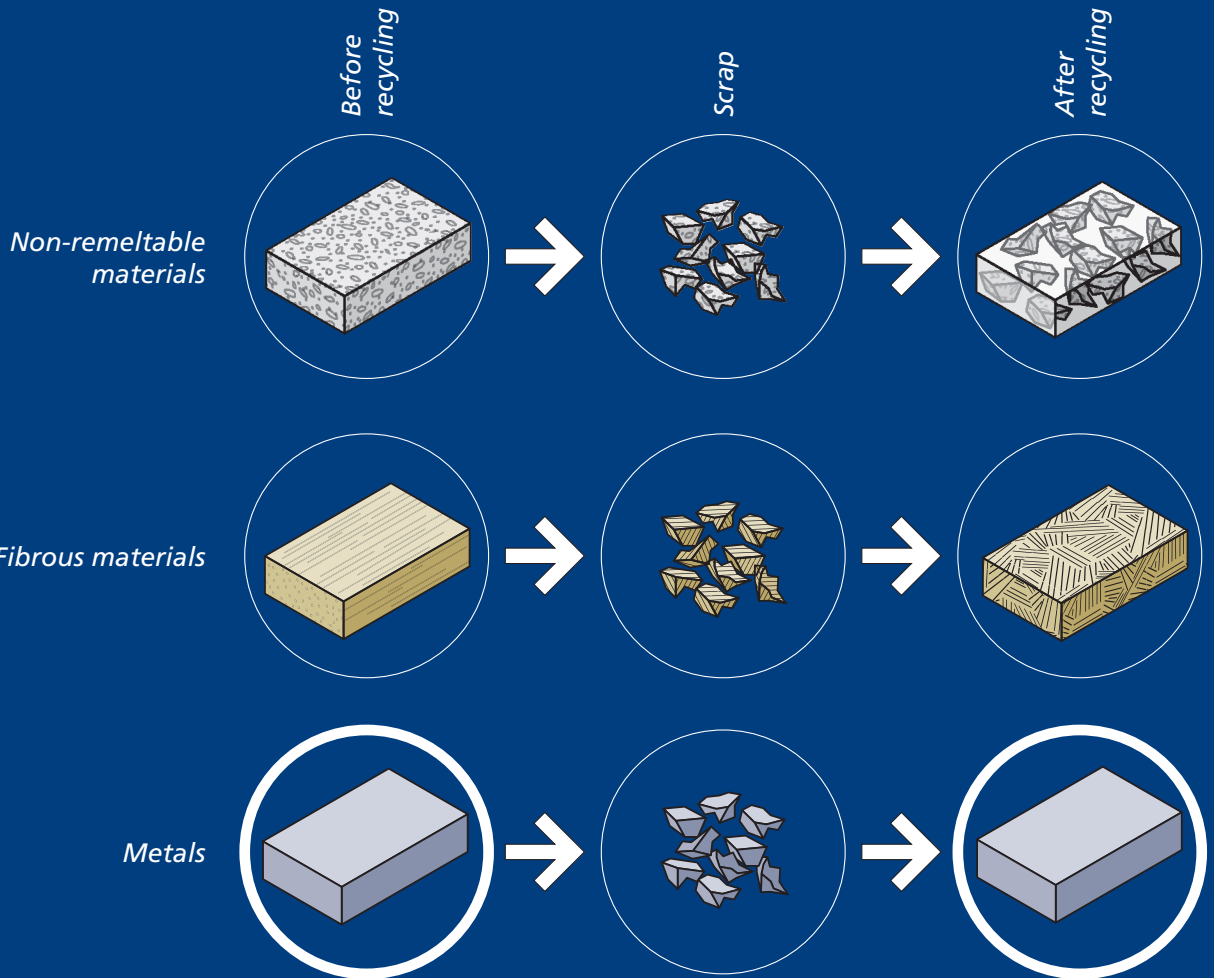 Before
recycling
Scrap
After
recycling
Non-remeltable
materials
Fibrous materials
Metals